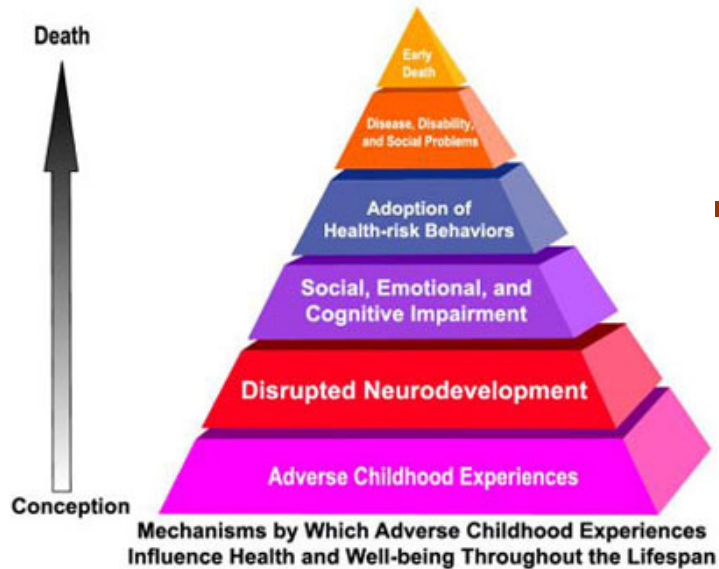 Death
Early
Death
Disease, Disability,
and Social Problems
Adoption of
Health-risk Behaviors
Social, Emotional, and
Cognitive Impairment
Disrupted Neurodevelopment
Adverse Childhood Experiences
Conception
Mechanisms by Which Adverse Childhood Experiences
Influence Health and Well-being Throughout the Lifespan